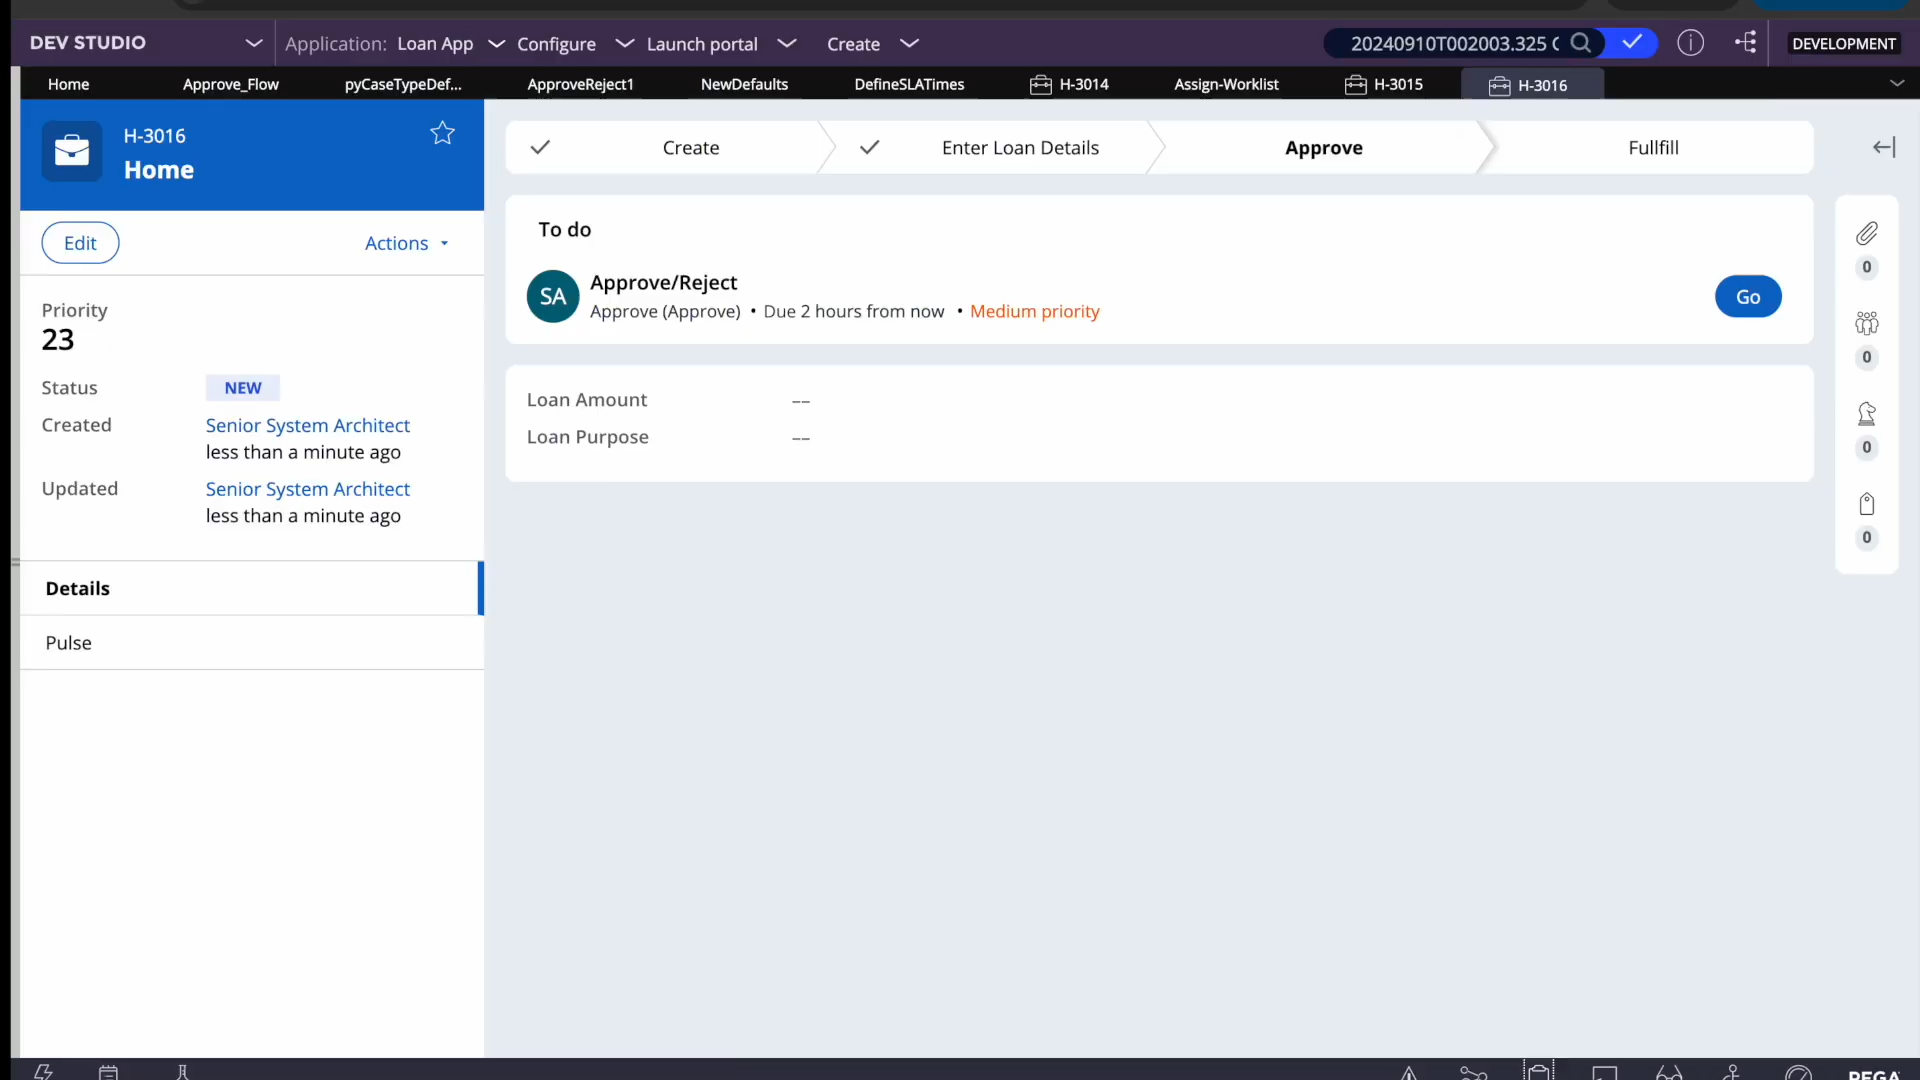 DEV STUDIO
Application: Loan App
Configure
Launch portal
Create
20240910T002003.325
DEVELOPMENT
Home
Approve_Flow
pyCaseTypeDef...
ApproveReject1
NewDefaults
DefineSLATimes
H-3014
Assign-Worklist
H-3015
H-3016
H-3016
Home
Edit
Actions
Priority
23
Status
NEW
Created
Senior System Architect
less than a minute ago
Updated
Senior System Architect
less than a minute ago
Details
Pulse
Create
Enter Loan Details
Approve
Fullfill
To do
SA
Approve/Reject
Approve (Approve) • Due 2 hours from now • Medium priority
Go
Loan Amount
––
Loan Purpose
––
0
0
0
0
PEGA